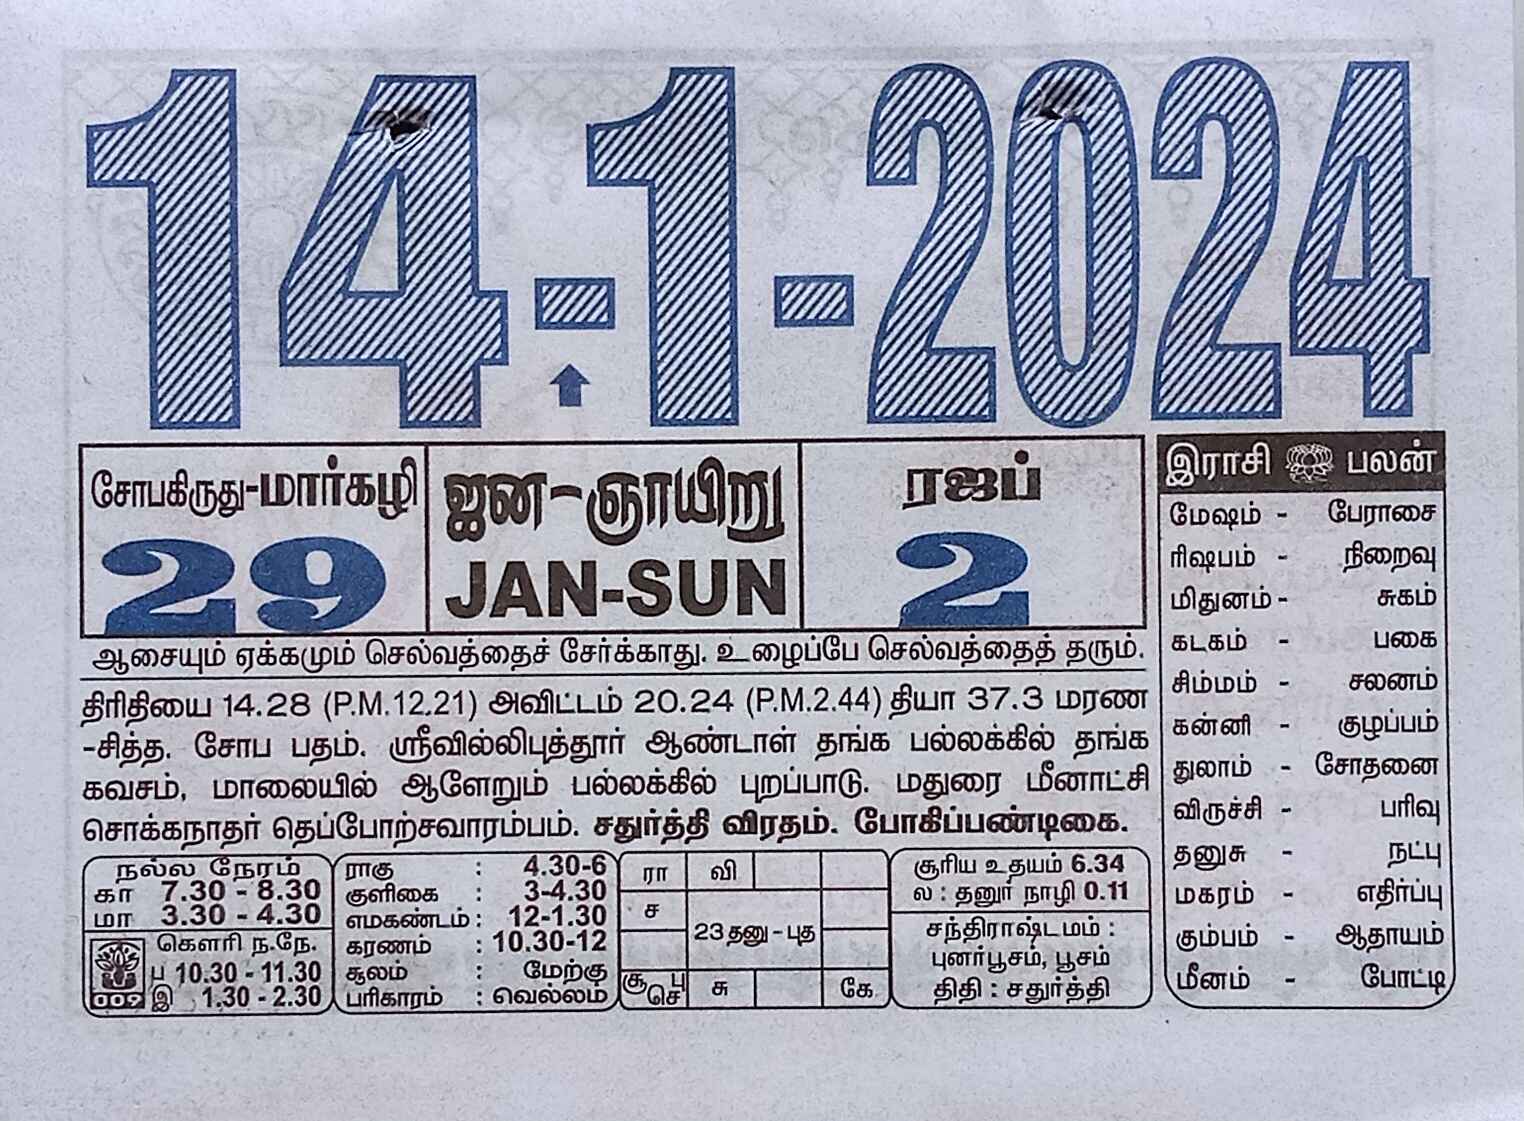 14-1-2024
சோபகிருது-மார்கழி
29
ஜன-ஞாயிறு
JAN-SUN
ரஜப்
2
ஆசையும் ஏக்கமும் செல்வத்தைச் சேர்க்காது. உழைப்பே செல்வத்தைத் தரும்.
திரிதியை 14.28 (P.M.12.21) அவிட்டம் 20.24 (P.M.2.44) தியா 37.3 மரண
-சித்த. சோப பதம். ஸ்ரீவில்லிபுத்தூர் ஆண்டாள் தங்க பல்லக்கில் தங்க
கவசம், மாலையில் ஆளேறும் பல்லக்கில் புறப்பாடு. மதுரை மீனாட்சி
சொக்கநாதர் தெப்போற்சவாரம்பம். சதுர்த்தி விரதம். போகிப்பண்டிகை.
நல்ல நேரம்
கா 7.30 - 8.30
மா 3.30 - 4.30
கௌரி ந.நே.
ப 10.30 - 11.30
இ 1.30 - 2.30
009
ராகு : 4.30-6
குளிகை : 3-4.30
எமகண்டம் : 12-1.30
கரணம் : 10.30-12
சூலம் : மேற்கு
பரிகாரம் : வெல்லம்
ரா வி
ச
23 தனு - புத
சூ பு செ சு கே
சூரிய உதயம் 6.34
ல : தனுர் நாழி 0.11
சந்திராஷ்டமம் :
புனர்பூசம், பூசம்
திதி : சதுர்த்தி
இராசி பலன்
மேஷம் - பேராசை
ரிஷபம் - நிறைவு
மிதுனம் - சுகம்
கடகம் - பகை
சிம்மம் - சலனம்
கன்னி - குழப்பம்
துலாம் - சோதனை
விருச்சி - பரிவு
தனுசு - நட்பு
மகரம் - எதிர்ப்பு
கும்பம் - ஆதாயம்
மீனம் - போட்டி